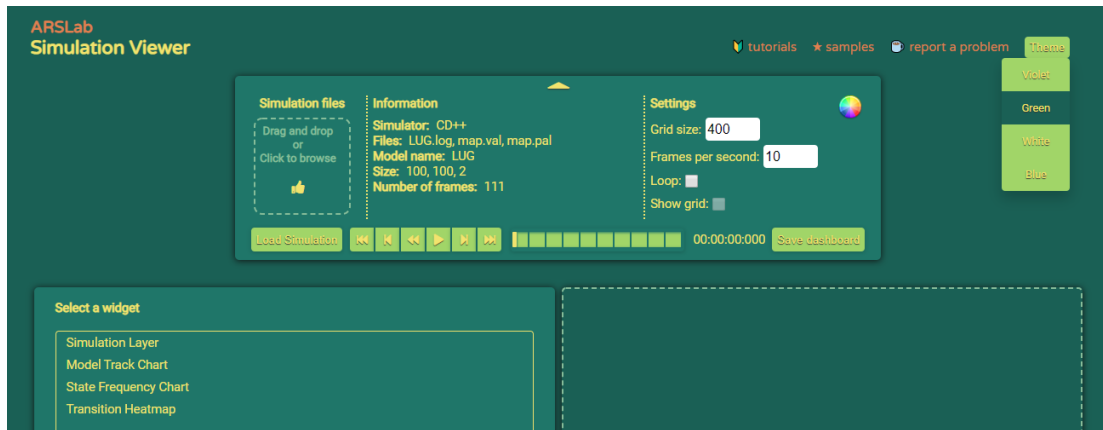 ARSLab
Simulation Viewer
tutorials
samples
report a problem
Theme
Violet
Green
White
Blue
Simulation files
Drag and drop
or
Click to browse
Information
Simulator: CD++
Files: LUG.log, map.val, map.pal
Model name: LUG
Size: 100, 100, 2
Number of frames: 111
Settings
Grid size: 400
Frames per second: 10
Loop:
Show grid:
Load Simulation
00:00:00:000
Save dashboard
Select a widget
Simulation Layer
Model Track Chart
State Frequency Chart
Transition Heatmap